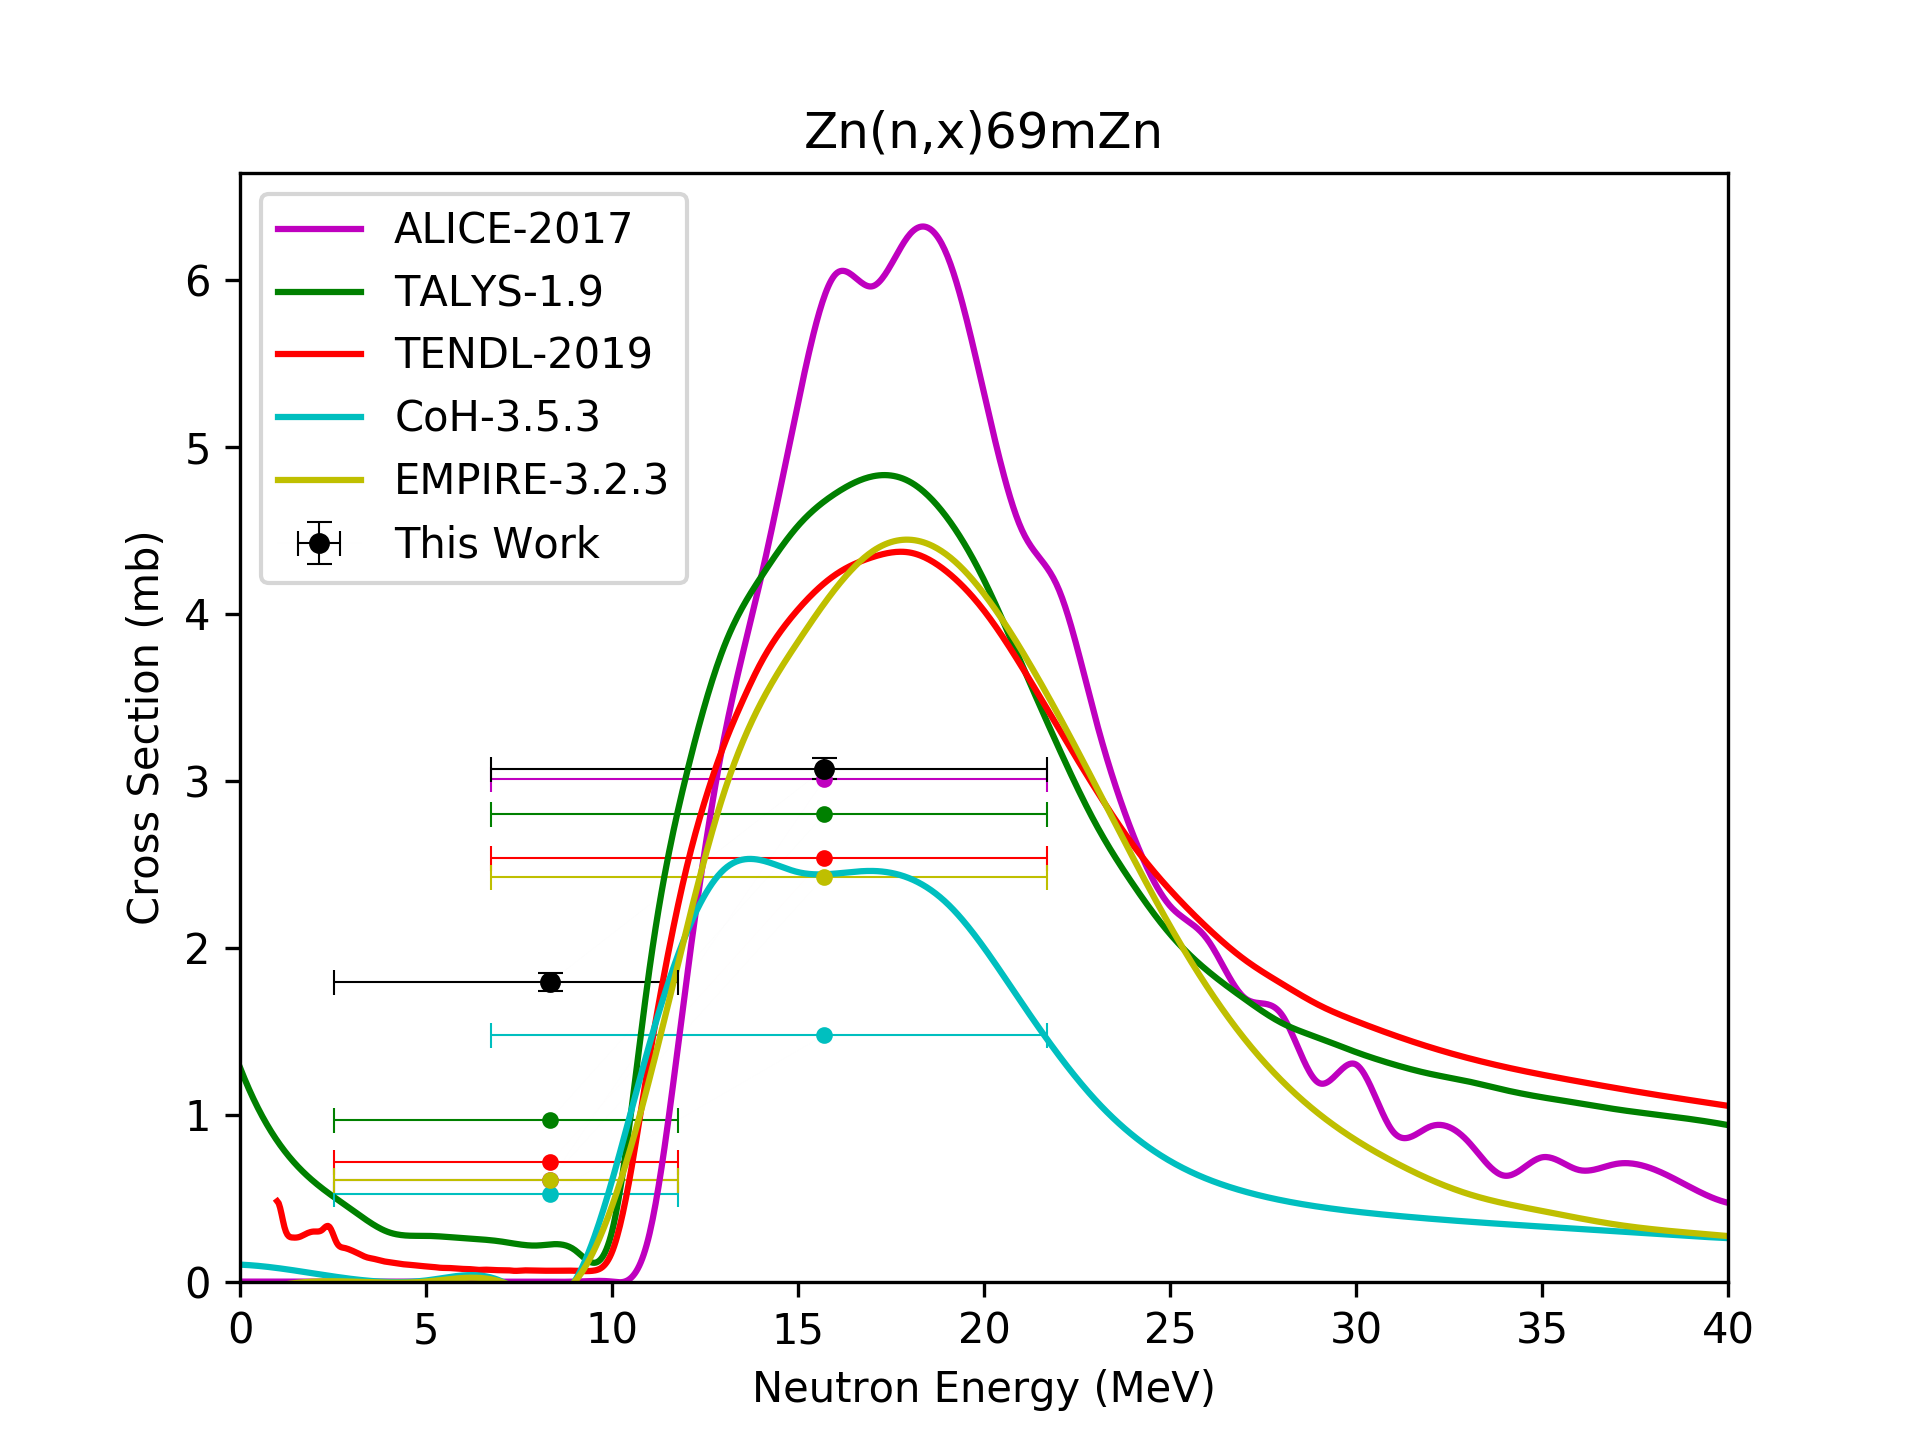 Zn(n,x)69mZn
ALICE-2017
TALYS-1.9
TENDL-2019
CoH-3.5.3
EMPIRE-3.2.3
This Work
Cross Section (mb)
6
5
4
3
2
1
0
0 5 10 15 20 25 30 35 40
Neutron Energy (MeV)